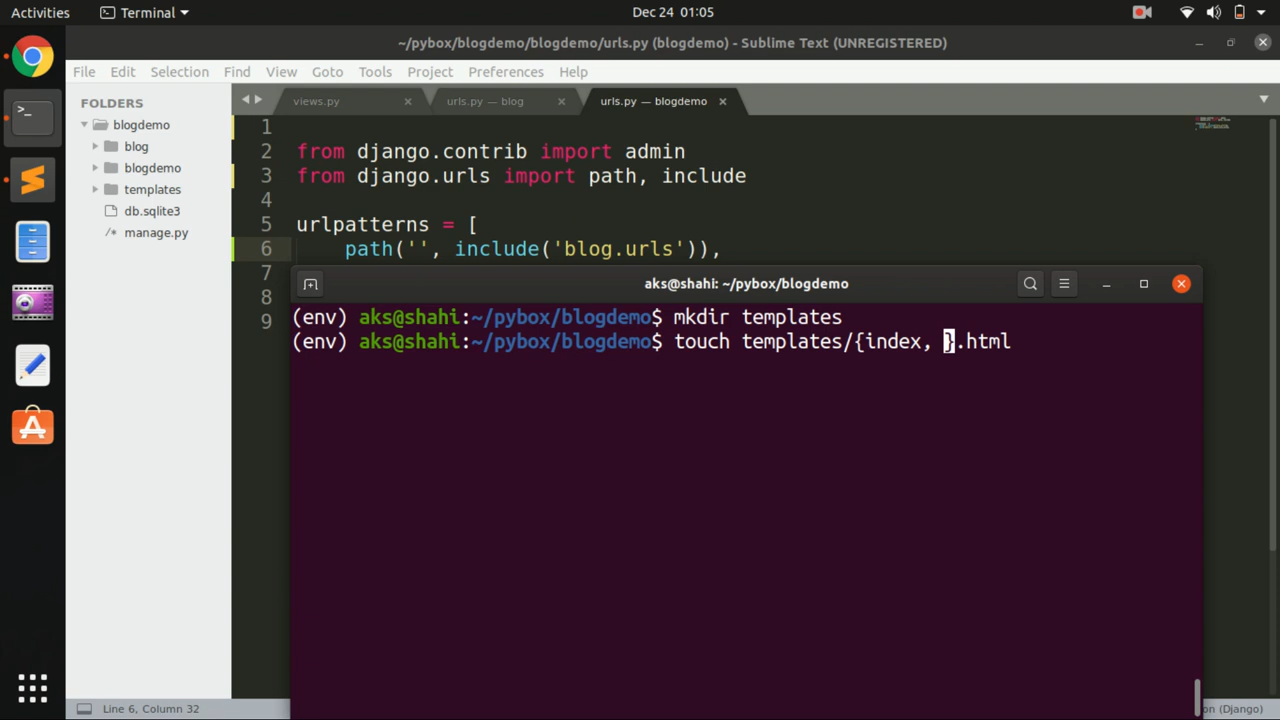 Activities
Terminal
Dec 24 01:05
~/pybox/blogdemo/blogdemo/urls.py (blogdemo) - Sublime Text (UNREGISTERED)
File Edit Selection Find View Goto Tools Project Preferences Help
FOLDERS
blogdemo
blog
blogdemo
templates
db.sqlite3
/* manage.py
views.py
urls.py — blog
urls.py — blogdemo
1
2 from django.contrib import admin
3 from django.urls import path, include
4
5 urlpatterns = [
6 path('', include('blog.urls')),
7
8
9
aks@shahi: ~/pybox/blogdemo
(env) aks@shahi:~/pybox/blogdemo$ mkdir templates
(env) aks@shahi:~/pybox/blogdemo$ touch templates/{index, }.html
Line 6, Column 32
(Django)